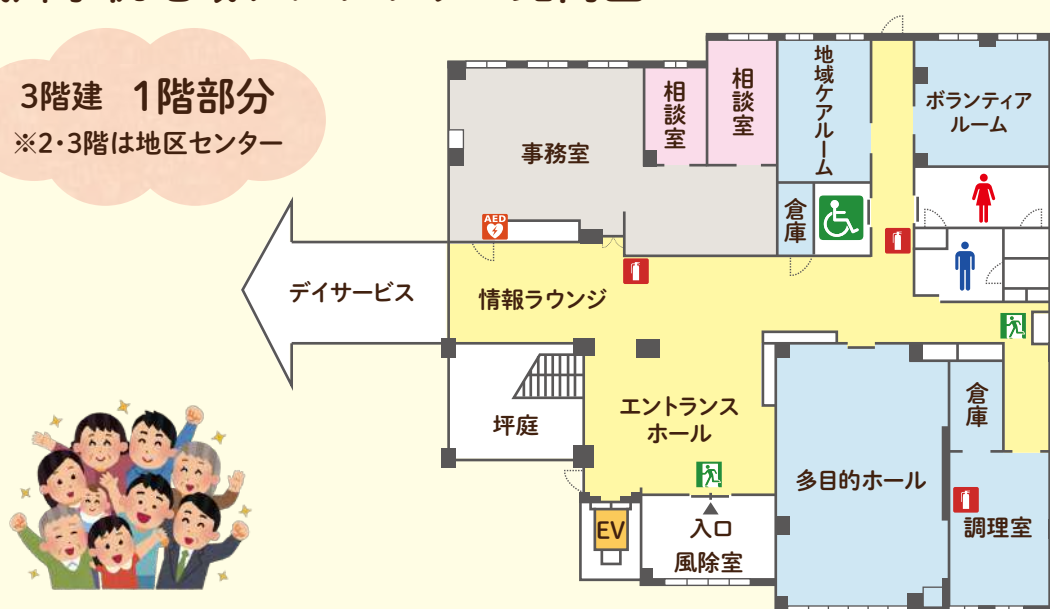 3階建 1階部分
※2・3階は地区センター
事務室
相談室
相談室
地域ケアルーム
ボランティア
ルーム
倉庫
AED
デイサービス
情報ラウンジ
坪庭
エントランス
ホール
倉庫
多目的ホール
調理室
EV
入口
風除室